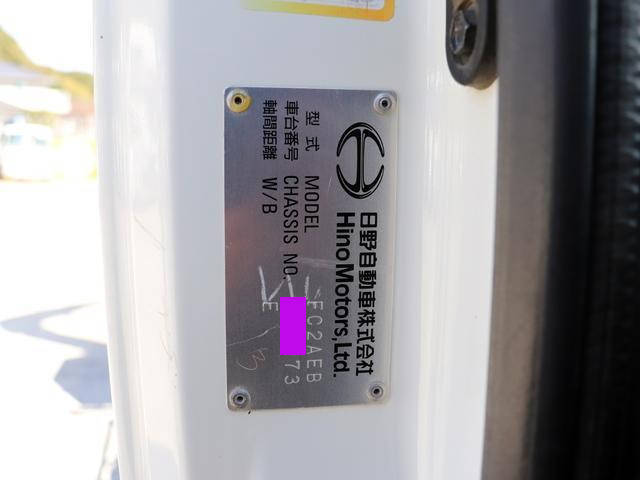 日野自動車株式会社
Hino Motors, Ltd.
型式 MODEL FC2AEB
車台番号 CHASSIS NO. 73
軸間距離 W/B E
3